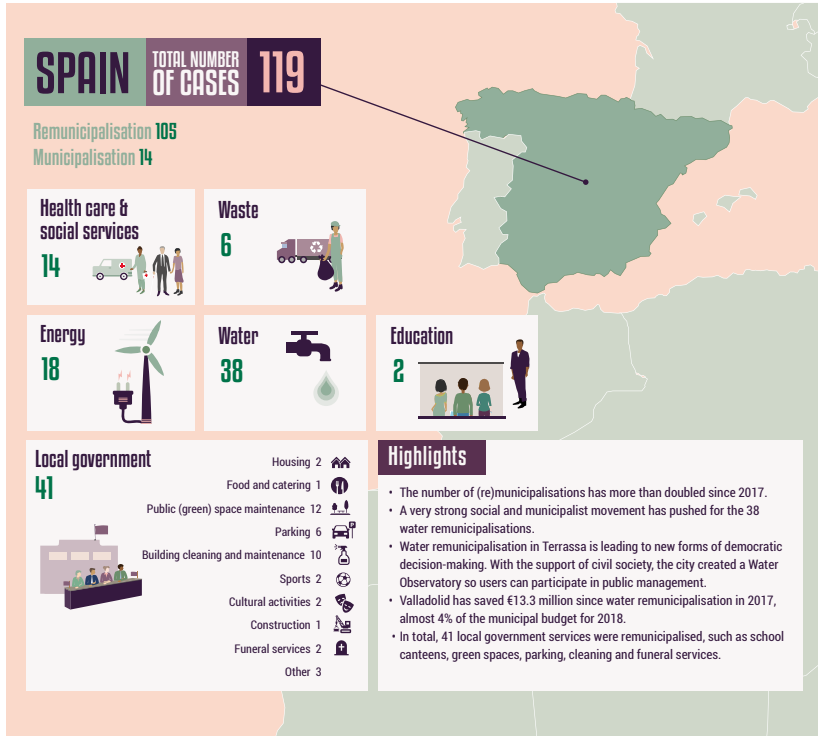 SPAIN
TOTAL NUMBER
OF CASES
119
Remunicipalisation 105
Municipalisation 14
Health care &
social services
14
Waste
6
Energy
18
Water
38
Education
2
Local government
41
Housing 2
Food and catering 1
Public (green) space maintenance 12
Parking 6
P
Building cleaning and maintenance 10
Sports 2
Cultural activities 2
Construction 1
Funeral services 2
Other 3
Highlights
• The number of (re)municipalisations has more than doubled since 2017.
• A very strong social and municipalist movement has pushed for the 38
water remunicipalisations.
• Water remunicipalisation in Terrassa is leading to new forms of democratic
decision-making. With the support of civil society, the city created a Water
Observatory so users can participate in public management.
• Valladolid has saved €13.3 million since water remunicipalisation in 2017,
almost 4% of the municipal budget for 2018.
• In total, 41 local government services were remunicipalised, such as school
canteens, green spaces, parking, cleaning and funeral services.